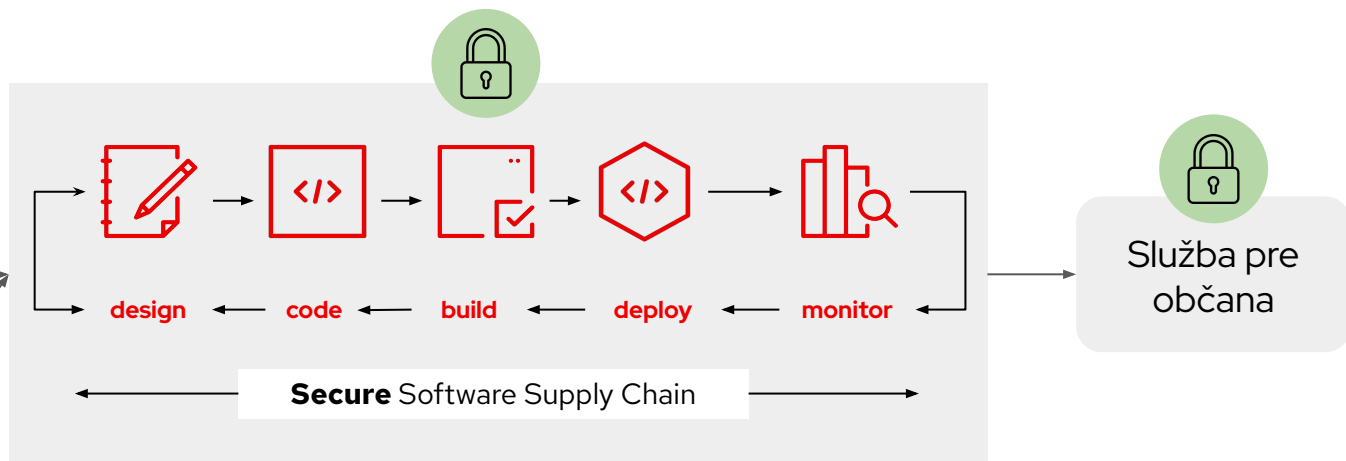 </>
</>
design
code
build
deploy
monitor
Secure Software Supply Chain
Služba pre
občana